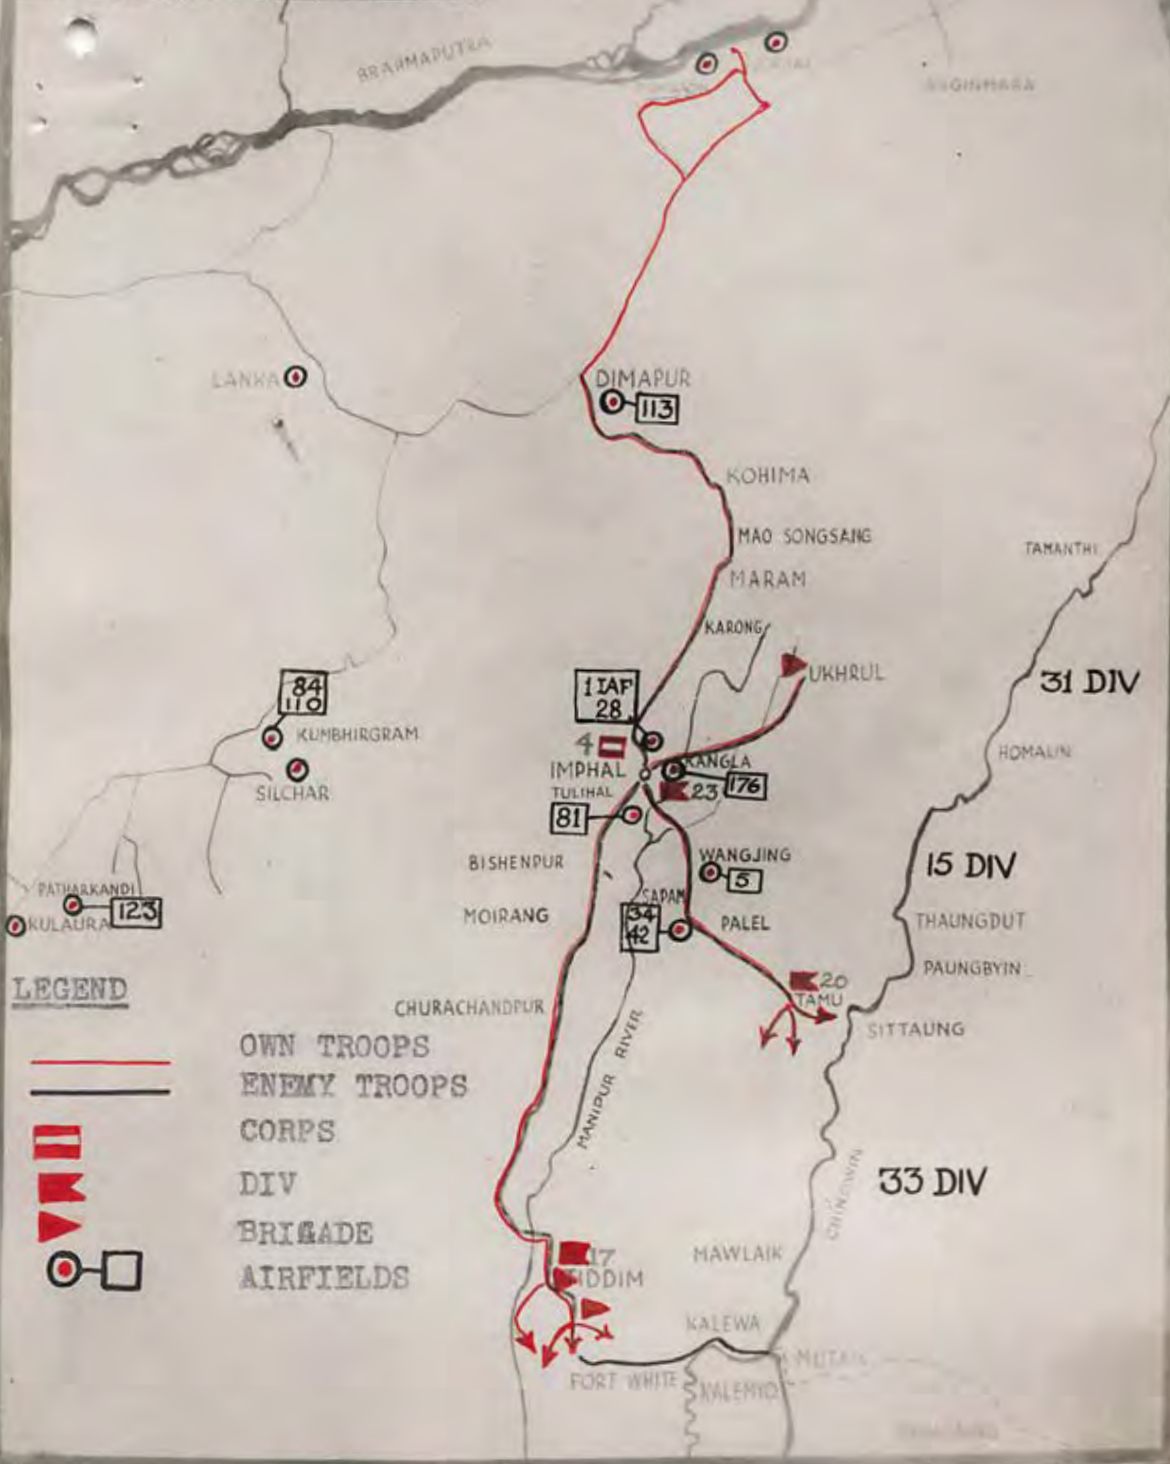 BRAHMAPUTRA
LANKA
DIMAPUR
113
KOHIMA
MAO SONGSANG
MARAM
TAMANTHI
KARONG
UKHRUL
31 DIV
84
110
1 IAF
28
KUMBHIRGRAM
4
IMPHAL
KANGLA
HOMALIN
SILCHAR
TULIHAL
23
176
81
BISHENPUR
WANGJING
5
15 DIV
PATHARKANDI
123
KULAURA
SAPAM
34
42
MOIRANG
PALEL
THAUNGDUT
PAUNGBYIN
LEGEND
20
TAMU
CHURACHANDPUR
SITTAUNG
OWN TROOPS
ENEMY TROOPS
CORPS
DIV
BRIGADE
AIRFIELDS
MANIPUR RIVER
CHINDWIN
33 DIV
17
MAWLAIK
IDDIM
KALEWA
FORT WHITE
KALEMYO